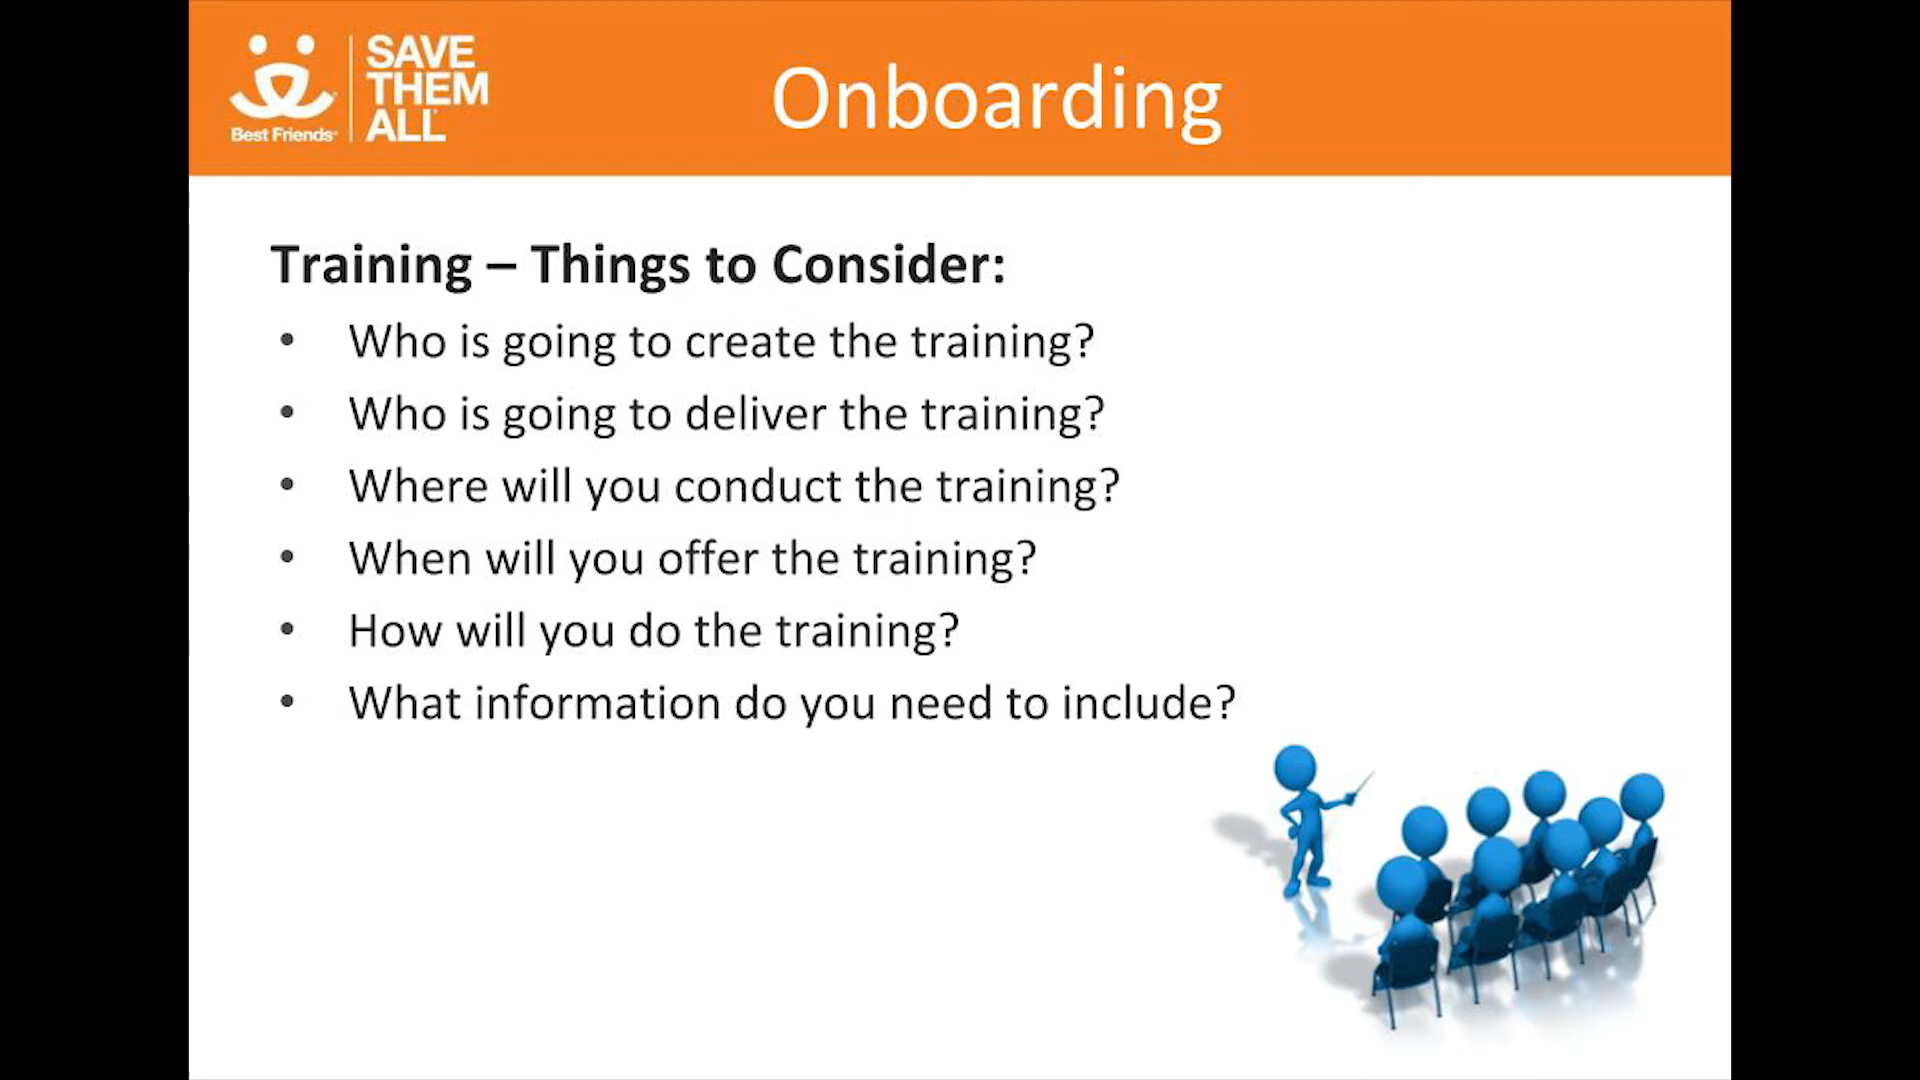 SAVE
THEM
ALL
Best Friends
Onboarding
Training – Things to Consider:
• Who is going to create the training?
• Who is going to deliver the training?
• Where will you conduct the training?
• When will you offer the training?
• How will you do the training?
• What information do you need to include?